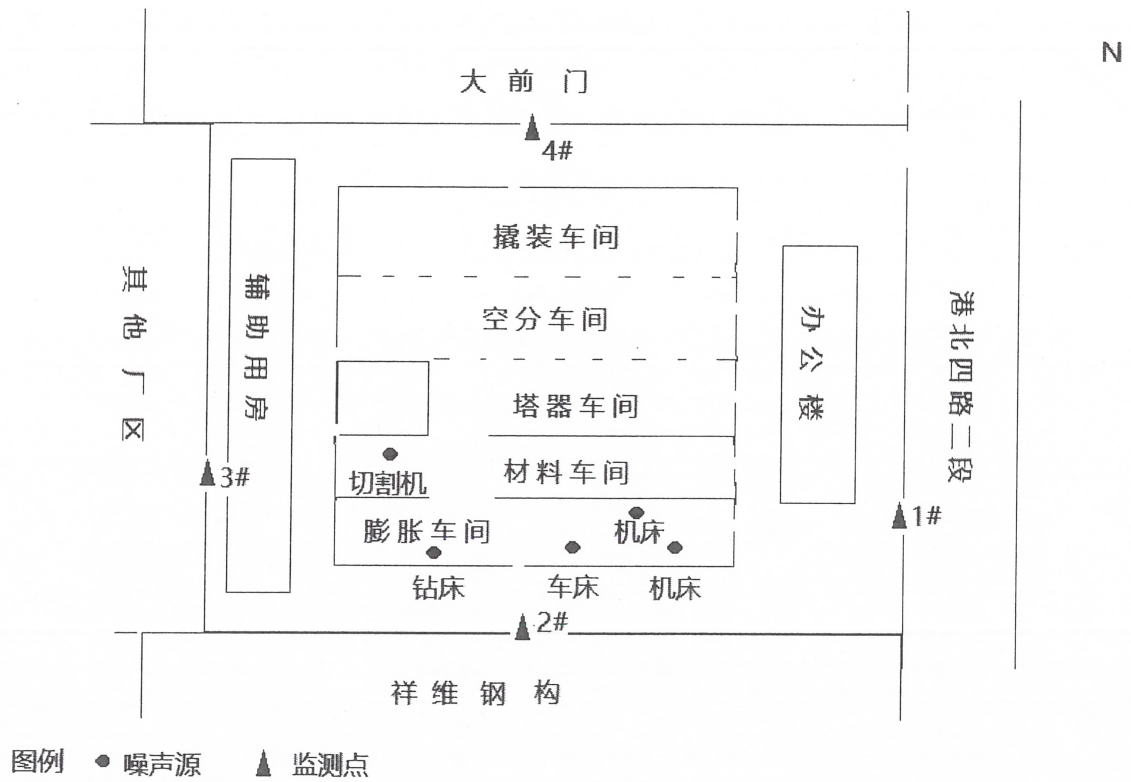 N
大前门
4#
撬装车间
其他厂区
辅助用房
空分车间
办公楼
港北四路二段
塔器车间
3#
切割机
材料车间
1#
膨胀车间
机床
钻床
车床
机床
2#
祥维钢构
图例 噪声源 监测点